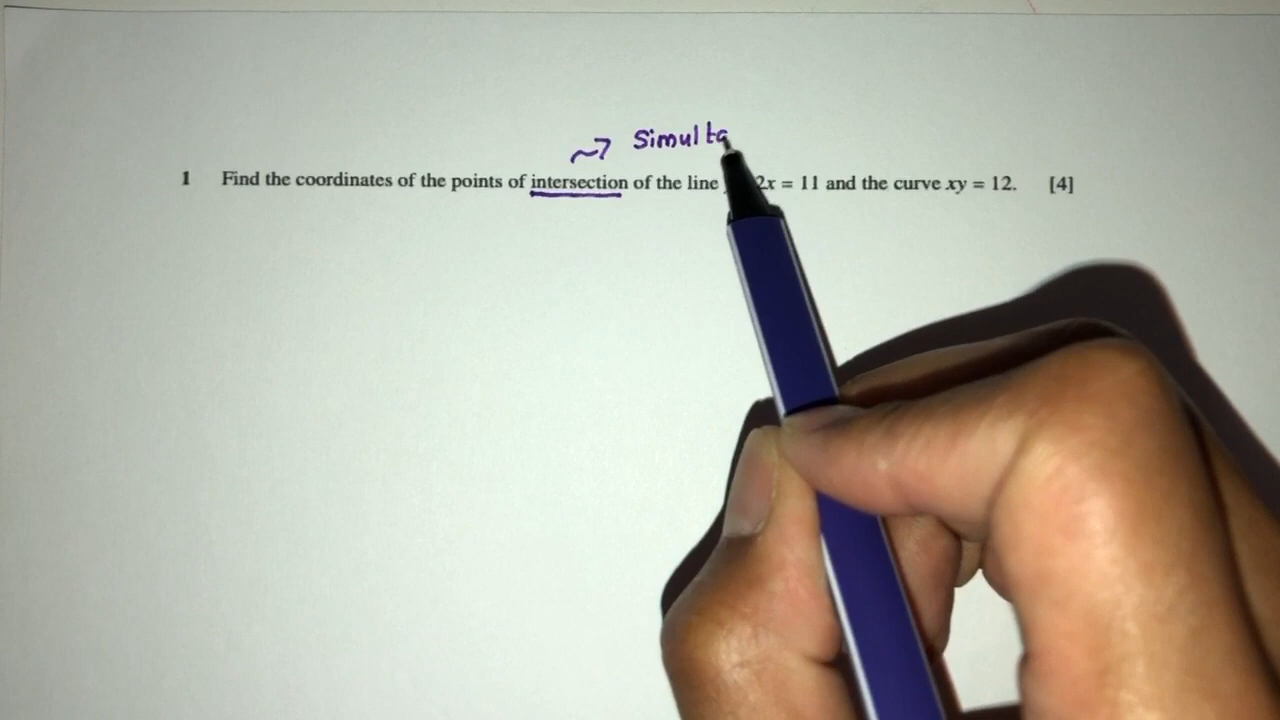 ~> Simulta
1 Find the coordinates of the points of intersection of the line 2x = 11 and the curve xy = 12. [4]